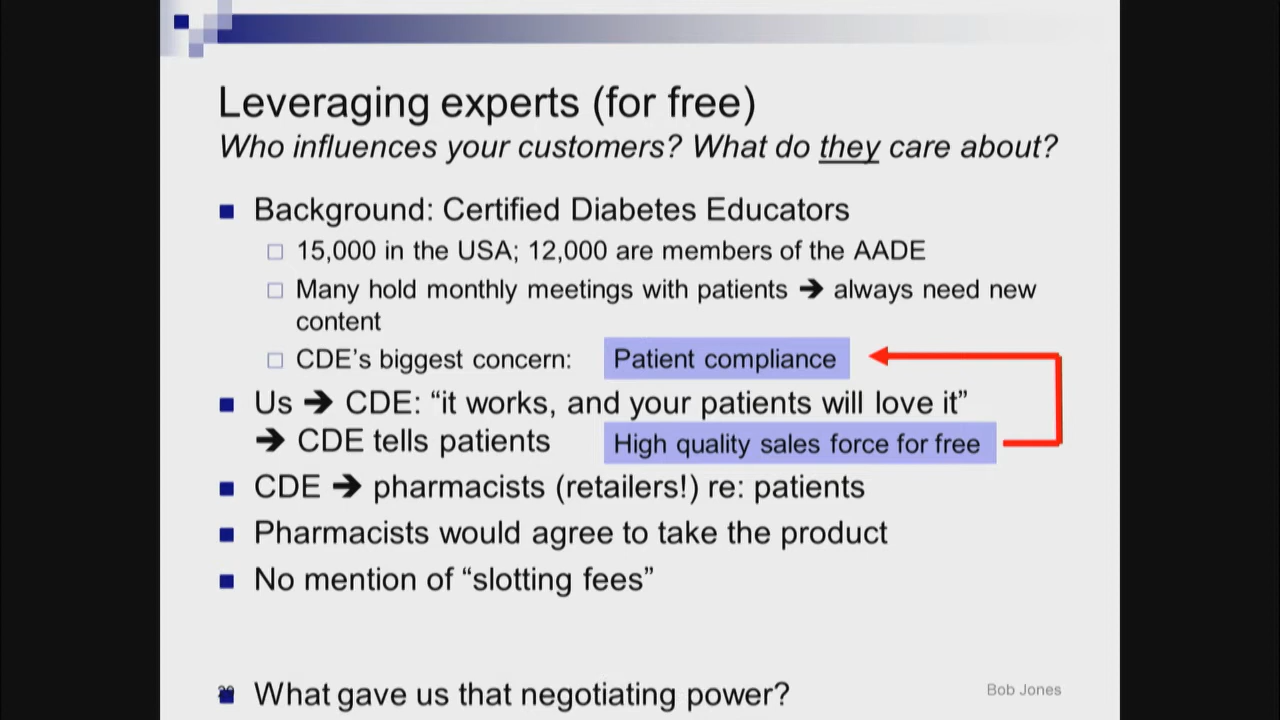 Leveraging experts (for free)
Who influences your customers? What do they care about?
Background: Certified Diabetes Educators
15,000 in the USA; 12,000 are members of the AADE
Many hold monthly meetings with patients ➔ always need new
content
CDE's biggest concern: Patient compliance
Us ➔ CDE: “it works, and your patients will love it”
➔ CDE tells patients High quality sales force for free
CDE ➔ pharmacists (retailers!) re: patients
Pharmacists would agree to take the product
No mention of “slotting fees”
What gave us that negotiating power?
Bob Jones